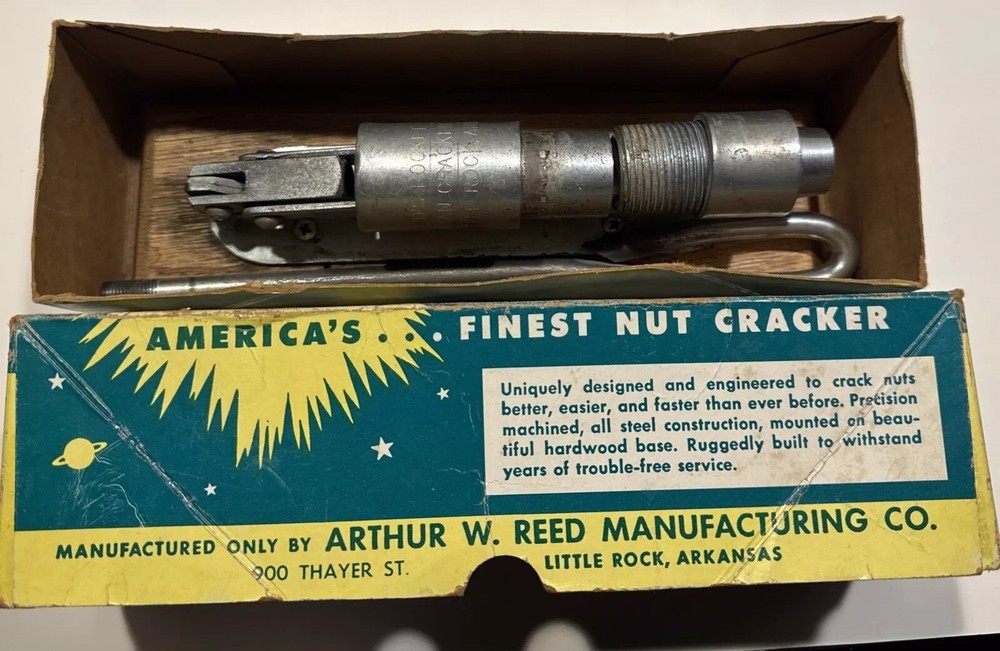 ROCK
AMERICA'S . . . FINEST NUT CRACKER
Uniquely designed and engineered to crack nuts
better, easier, and faster than ever before. Precision
machined, all steel construction, mounted on beau-
tiful hardwood base. Ruggedly built to withstand
years of trouble-free service.
MANUFACTURED ONLY BY ARTHUR W. REED MANUFACTURING CO.
900 THAYER ST. LITTLE ROCK, ARKANSAS